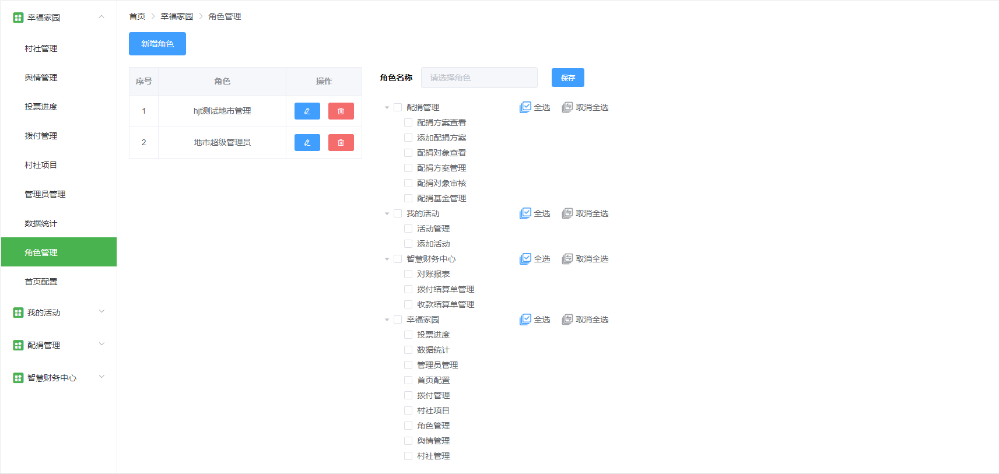 幸福家园
村社管理
舆情管理
投票进度
拨付管理
村社项目
管理员管理
数据统计
角色管理
首页配置
我的活动
配捐管理
智慧财务中心
首页 > 幸福家园 > 角色管理
新增角色
序号 角色 操作
1 hjt测试地市管理
2 地市超级管理员
角色名称 请选择角色 保存
配捐管理 全选 取消全选
配捐方案查看
添加配捐方案
配捐对象查看
配捐方案管理
配捐对象审核
配捐基金管理
我的活动 全选 取消全选
活动管理
添加活动
智慧财务中心 全选 取消全选
对账报表
拨付结算单管理
收款结算单管理
幸福家园 全选 取消全选
投票进度
数据统计
管理员管理
首页配置
拨付管理
村社项目
角色管理
舆情管理
村社管理